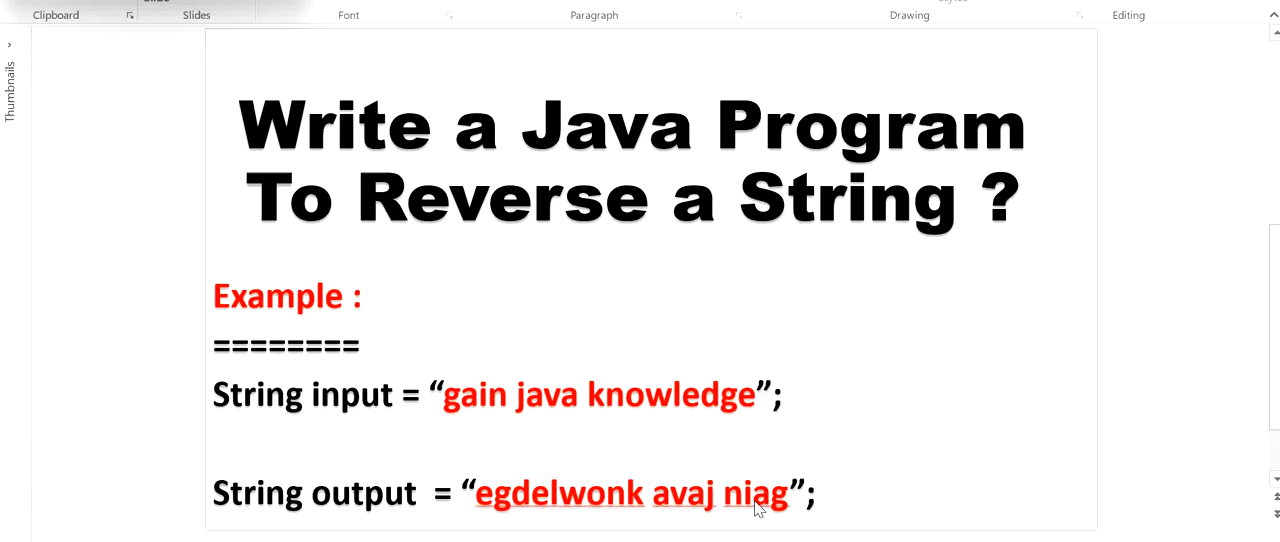 Clipboard Slides Font Paragraph Drawing Editing
Thumbnails
Write a Java Program
To Reverse a String ?
Example :
========
String input = “gain java knowledge”;
String output = “egdelwonk avaj niag”;